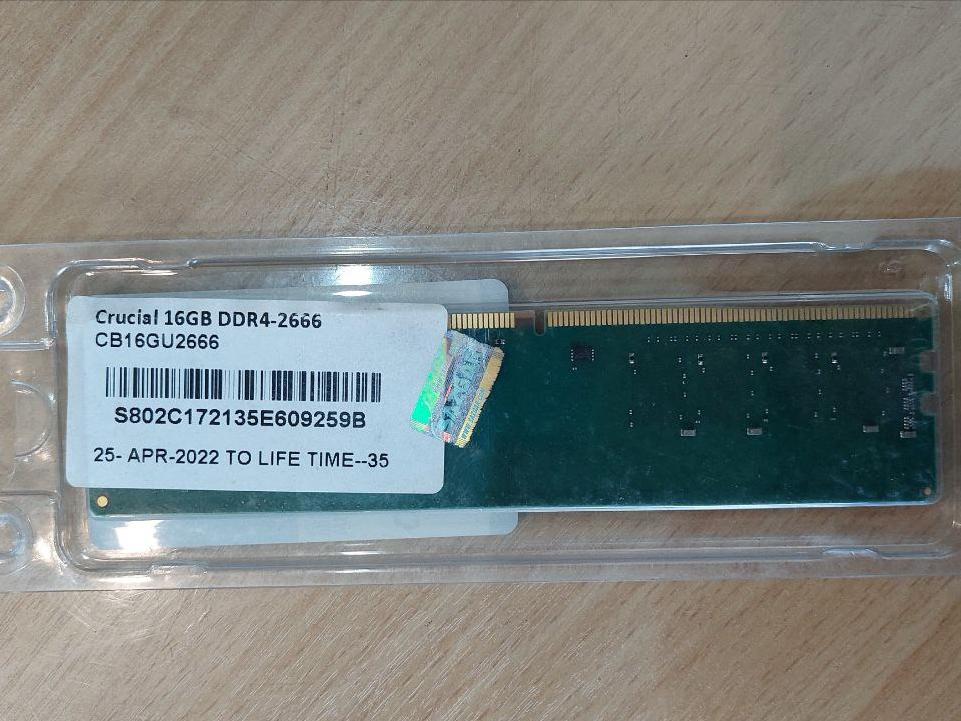 Crucial 16GB DDR4-2666
CB16GU2666
S802C172135E609259B
25- APR-2022 TO LIFE TIME--35